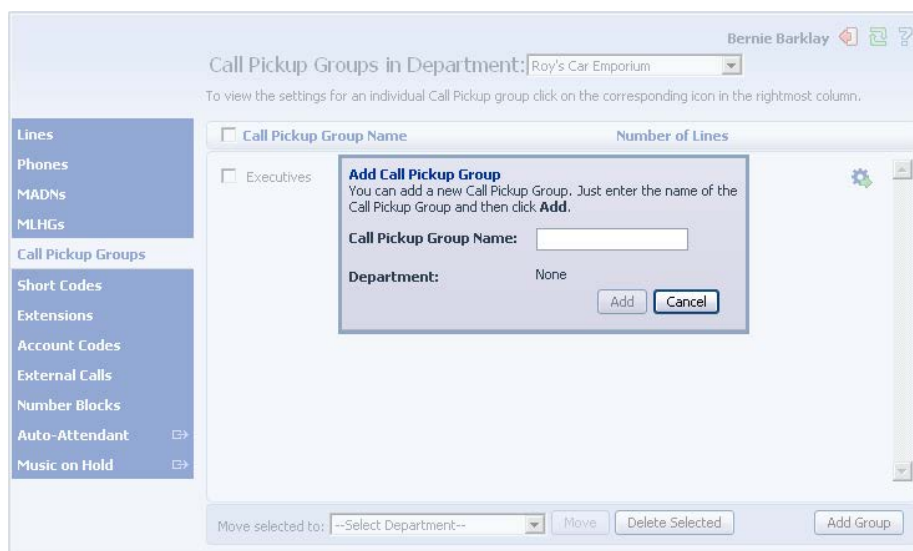 Bernie Barklay
Call Pickup Groups in Department: Roy's Car Emporium
To view the settings for an individual Call Pickup group click on the corresponding icon in the rightmost column.
Lines
Phones
MADNs
MLHGs
Call Pickup Groups
Short Codes
Extensions
Account Codes
External Calls
Number Blocks
Auto-Attendant
Music on Hold
Call Pickup Group Name Number of Lines
Executives
Add Call Pickup Group
You can add a new Call Pickup Group. Just enter the name of the
Call Pickup Group and then click Add.
Call Pickup Group Name:
Department: None
Add Cancel
Move selected to: --Select Department-- Move Delete Selected Add Group